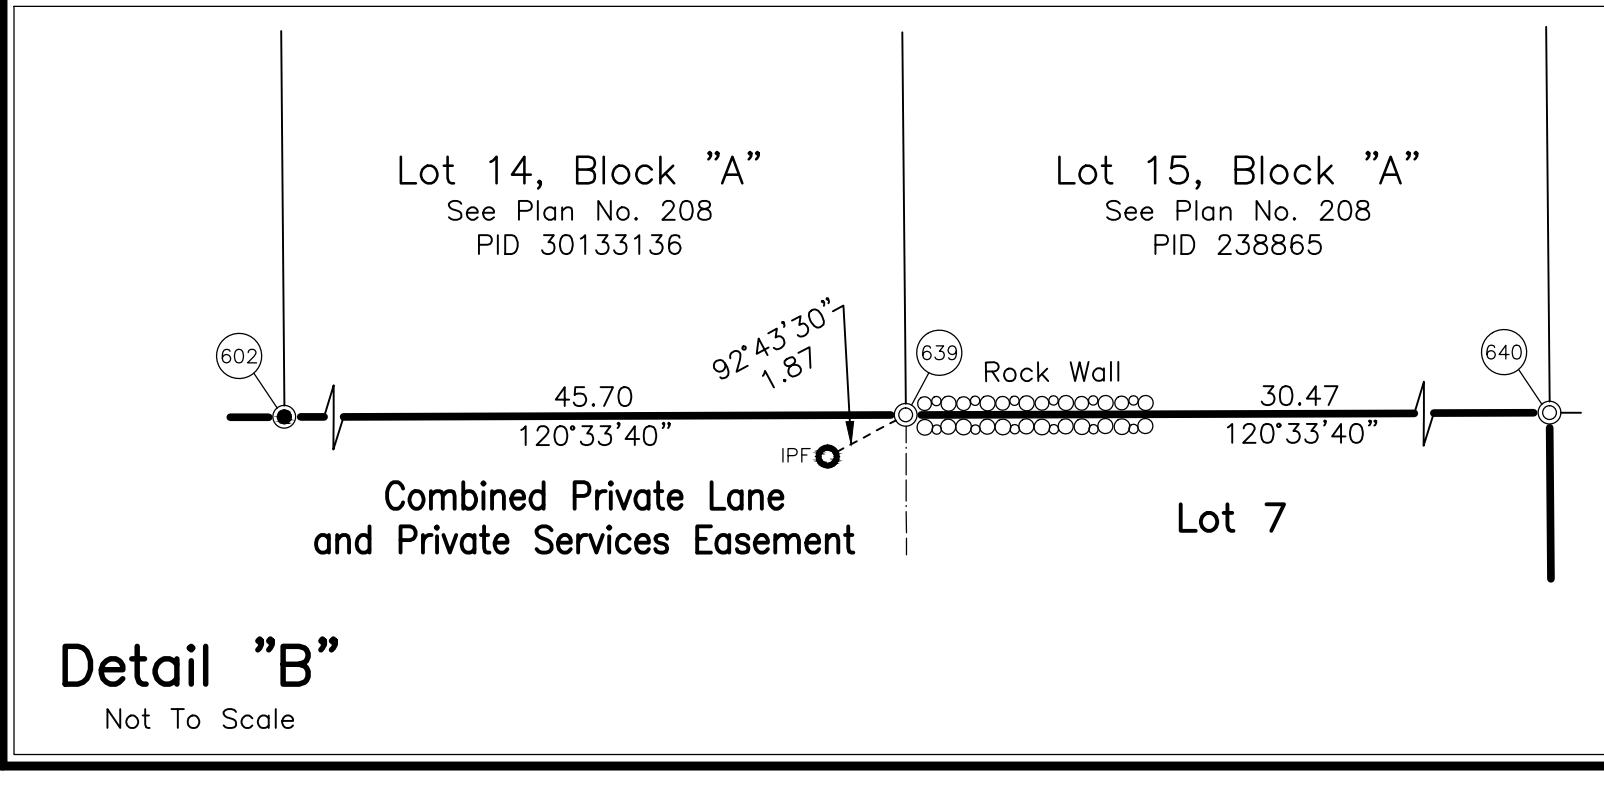 Lot 14, Block "A"
See Plan No. 208
PID 30133136
Lot 15, Block "A"
See Plan No. 208
PID 238865
602
92°43'30"
1.87
639
Rock Wall
640
45.70
120°33'40"
30.47
120°33'40"
IPF
Combined Private Lane
and Private Services Easement
Lot 7
Detail "B"
Not To Scale